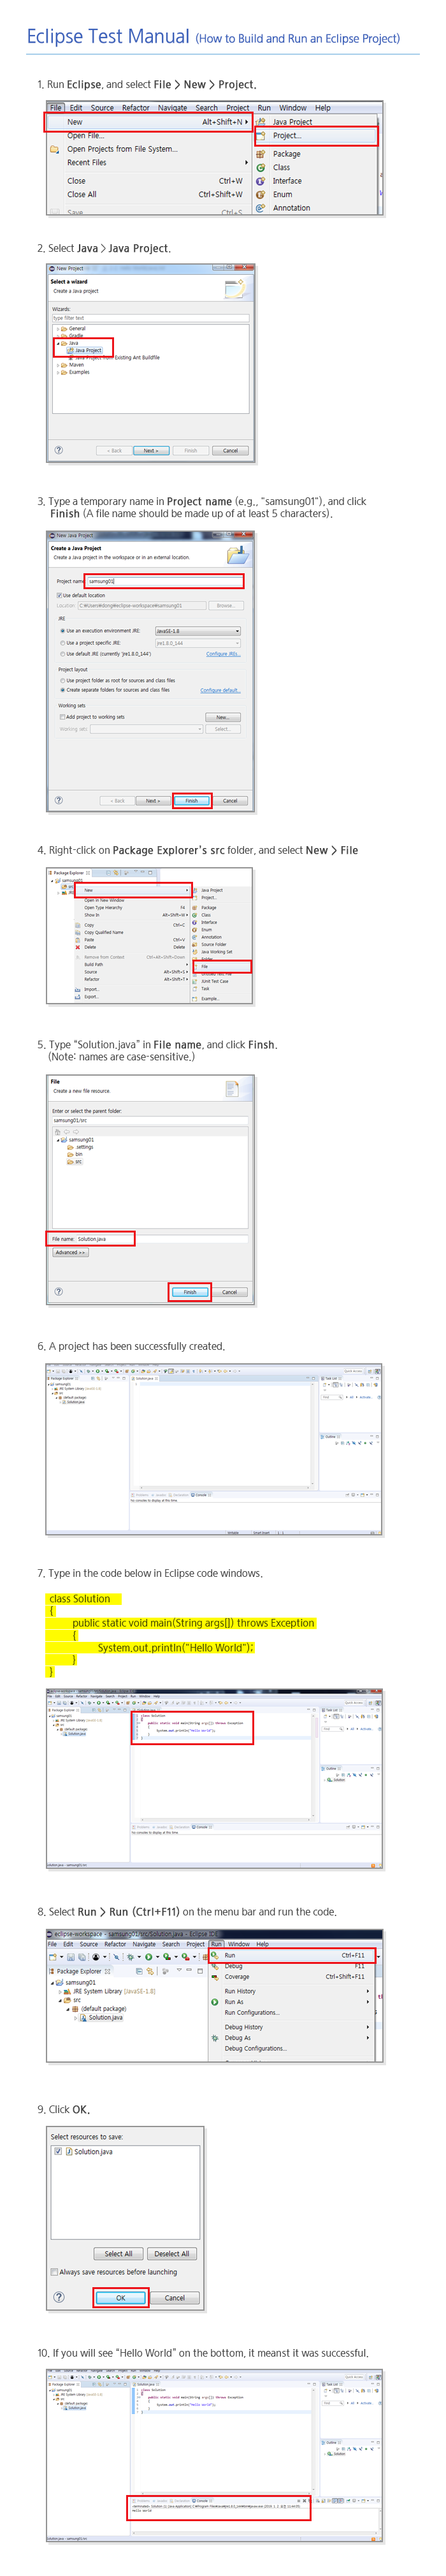 Eclipse Test Manual (How to Build and Run an Eclipse Project)
1. Run Eclipse, and select File > New > Project.
File Edit Source Refactor Navigate Search Project Run Window Help
New Alt+Shift+N
Java Project
Open File...
Project...
Open Projects from File System...
Package
Recent Files
Class
Close Ctrl+W
Interface
Close All Ctrl+Shift+W
Enum
Save Ctrl+S
Annotation
2. Select Java > Java Project.
New Project
Select a wizard
Create a Java project
Wizards:
type filter text
General
Gradle
Java
Java Project
Java Project from Existing Ant Buildfile
Maven
Examples
< Back Next > Finish Cancel
3. Type a temporary name in Project name (e.g., "samsung01"), and click
Finish (A file name should be made up of at least 5 characters).
New Java Project
Create a Java Project
Create a Java project in the workspace or in an external location.
Project name: samsung01
Use default location
Location: Browse...
JRE
Use an execution environment JRE: JavaSE-1.8
Use a project specific JRE: jre1.8.0_144
Use default JRE (currently 'jre1.8.0_144') Configure JREs...
Project layout
Use project folder as root for sources and class files
Create separate folders for sources and class files Configure default...
Working sets
Add project to working sets New...
Working sets: Select...
< Back Next > Finish Cancel
4. Right-click on Package Explorer's src folder, and select New > File
Package Explorer
samsung01
New
Java Project
Open in New Window
Project...
Open Type Hierarchy F4
Package
Show In Alt+Shift+W
Class
Copy Ctrl+C
Interface
Copy Qualified Name
Enum
Paste Ctrl+V
Annotation
Delete Delete
Source Folder
Java Working Set
Remove from Context Ctrl+Alt+Shift+Down
Folder
Build Path
File
Source Alt+Shift+S
Refactor Alt+Shift+T
JUnit Test Case
Task
Import...
Export...
Example...
5. Type "Solution.java" in File name, and click Finsh.
(Note: names are case-sensitive.)
File
Create a new file resource.
Enter or select the parent folder:
samsung01/src
samsung01
.settings
bin
src
File name: Solution.java
Advanced >>
Finish Cancel
6. A project has been successfully created.
7. Type in the code below in Eclipse code windows.
class Solution
{
public static void main(String args[]) throws Exception
{
System.out.println("Hello World");
}
}
8. Select Run > Run (Ctrl+F11) on the menu bar and run the code.
eclipse-workspace - samsung01/src/Solution.java - Eclipse IDE
File Edit Source Refactor Navigate Search Project Run Window Help
Run Ctrl+F11
Debug F11
Package Explorer
Coverage Ctrl+Shift+F11
samsung01
JRE System Library [JavaSE-1.8]
Run History
src
Run As
(default package)
Run Configurations...
Solution.java
Debug History
Debug As
Debug Configurations...
9. Click OK.
Select resources to save:
Solution.java
Select All Deselect All
Always save resources before launching
OK Cancel
10. If you will see "Hello World" on the bottom, it meanst it was successful.